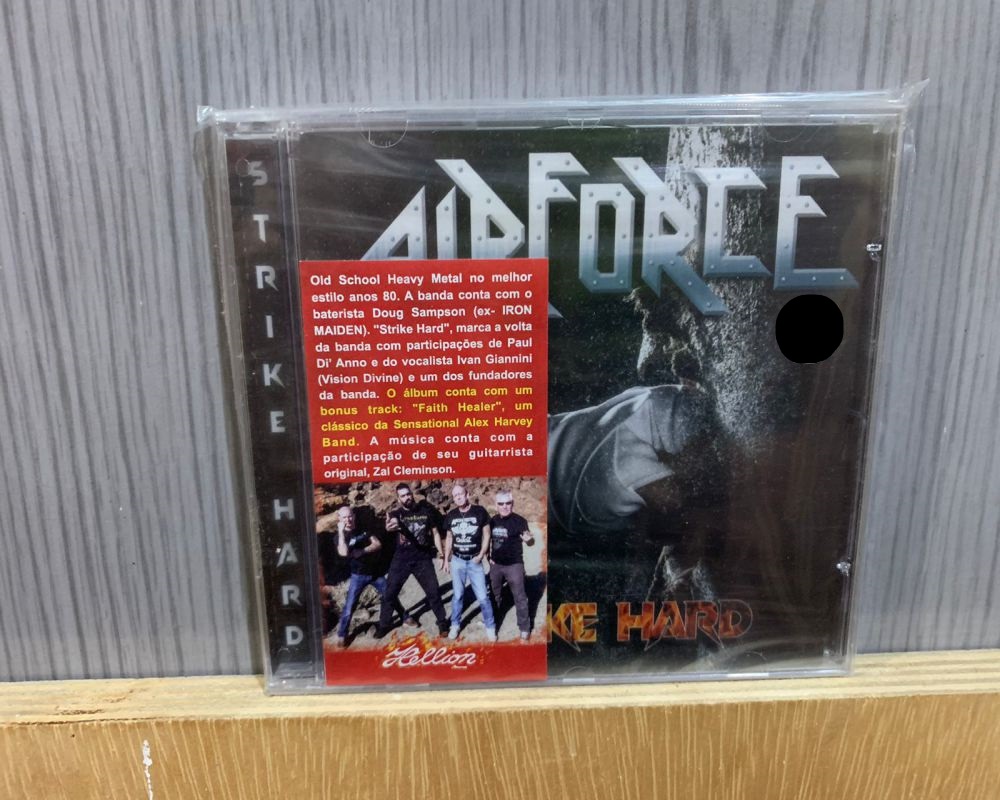 AIRFORCE
STRIKE HARD
Old School Heavy Metal no melhor
estilo anos 80. A banda conta com o
baterista Doug Sampson (ex- IRON
MAIDEN). "Strike Hard", marca a volta
da banda com participações de Paul
Di' Anno e do vocalista Ivan Giannini
(Vision Divine) e um dos fundadores
da banda. O álbum conta com um
bonus track: "Faith Healer", um
clássico da Sensational Alex Harvey
Band. A música conta com a
participação de seu guitarrista
original, Zal Cleminson.
KE HARD
Hellion